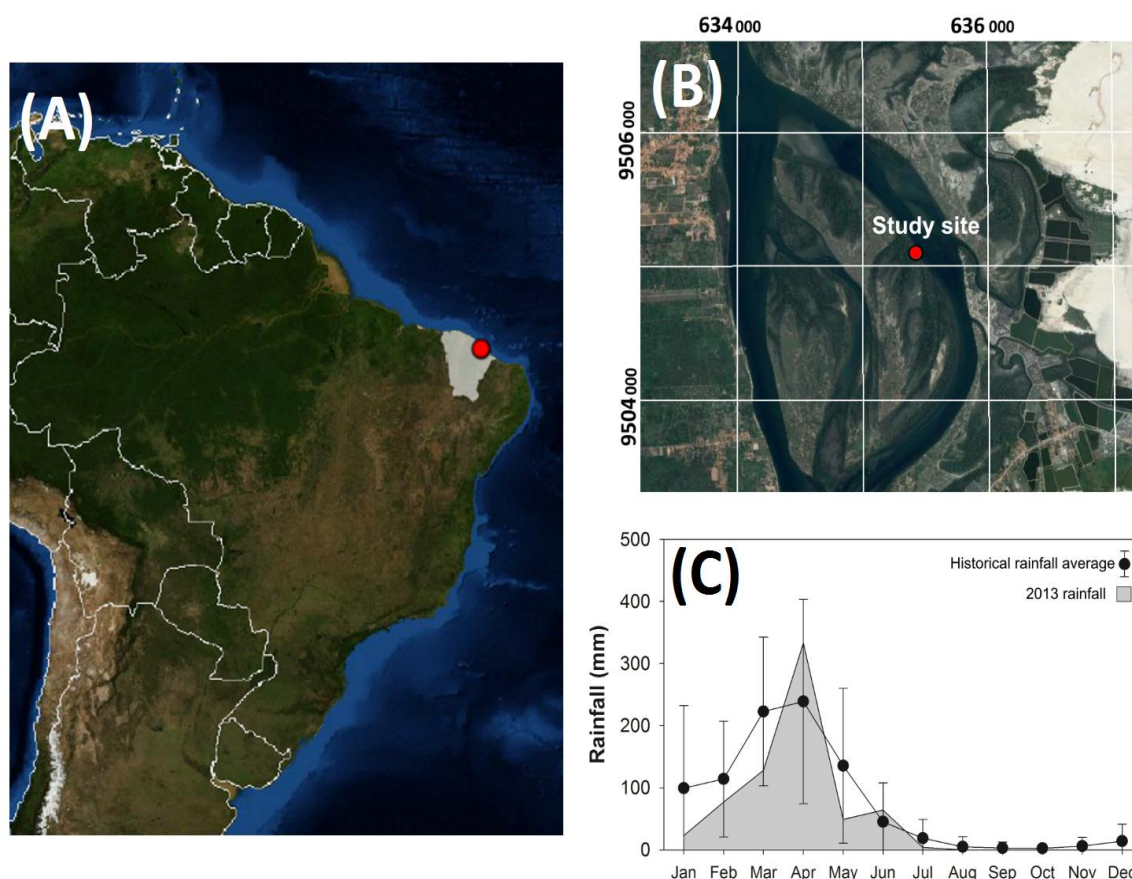 (A)
634 000 636 000
(B)
9506 000
Study site
9504 000
500
(C)
Historical rainfall average
2013 rainfall
400
300
200
100
0
Rainfall (mm)
Jan Feb Mar Apr May Jun Jul Aug Sep Oct Nov Dec